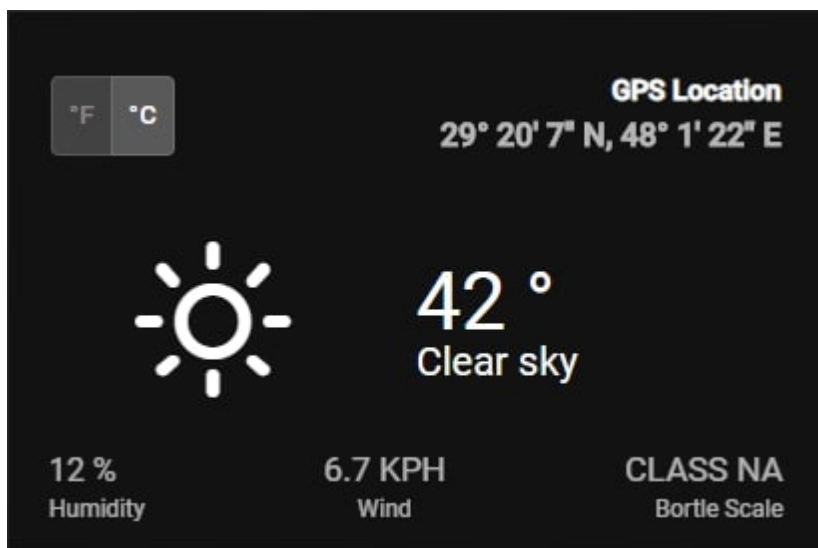 °F °C
GPS Location
29° 20' 7" N, 48° 1' 22" E
42 °
Clear sky
12 % 6.7 KPH CLASS NA
Humidity Wind Bortle Scale